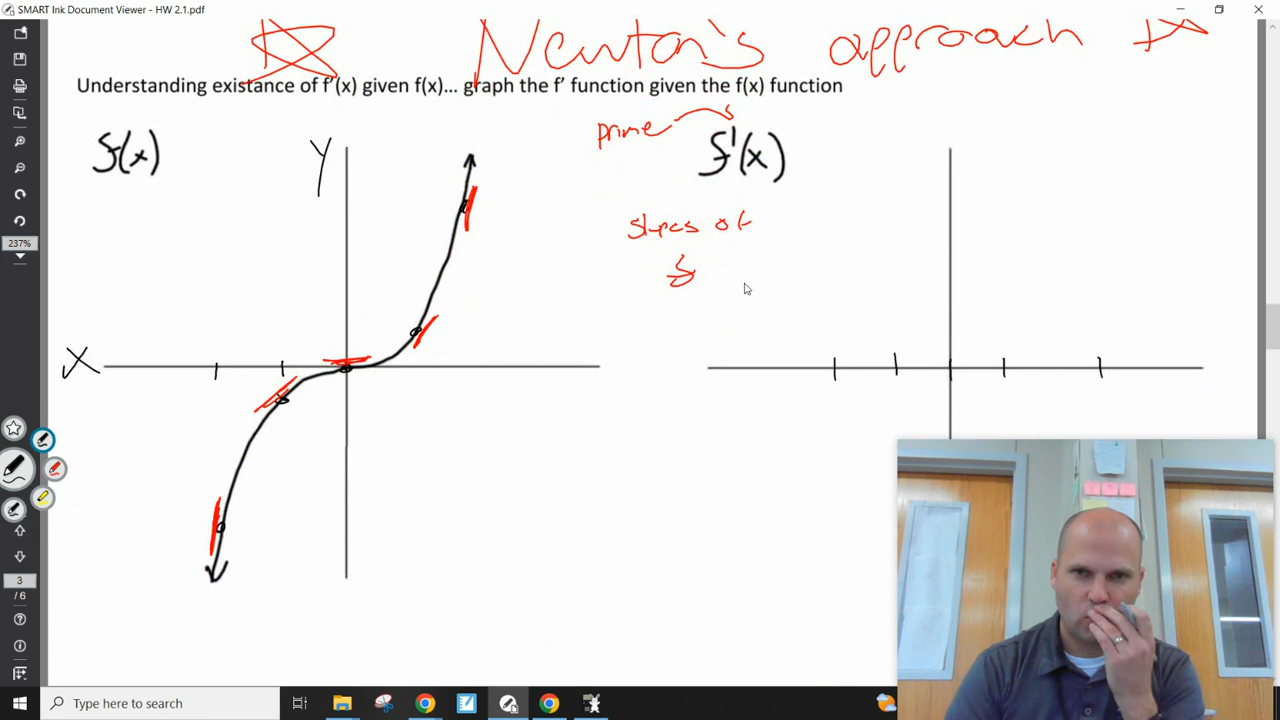 SMART Ink Document Viewer - HW 2.1.pdf
Newton's approach
Understanding existance of f'(x) given f(x)... graph the f' function given the f(x) function
prime
f(x)
Y
f'(x)
slopes of
f
237%
X
3
/ 6
Type here to search